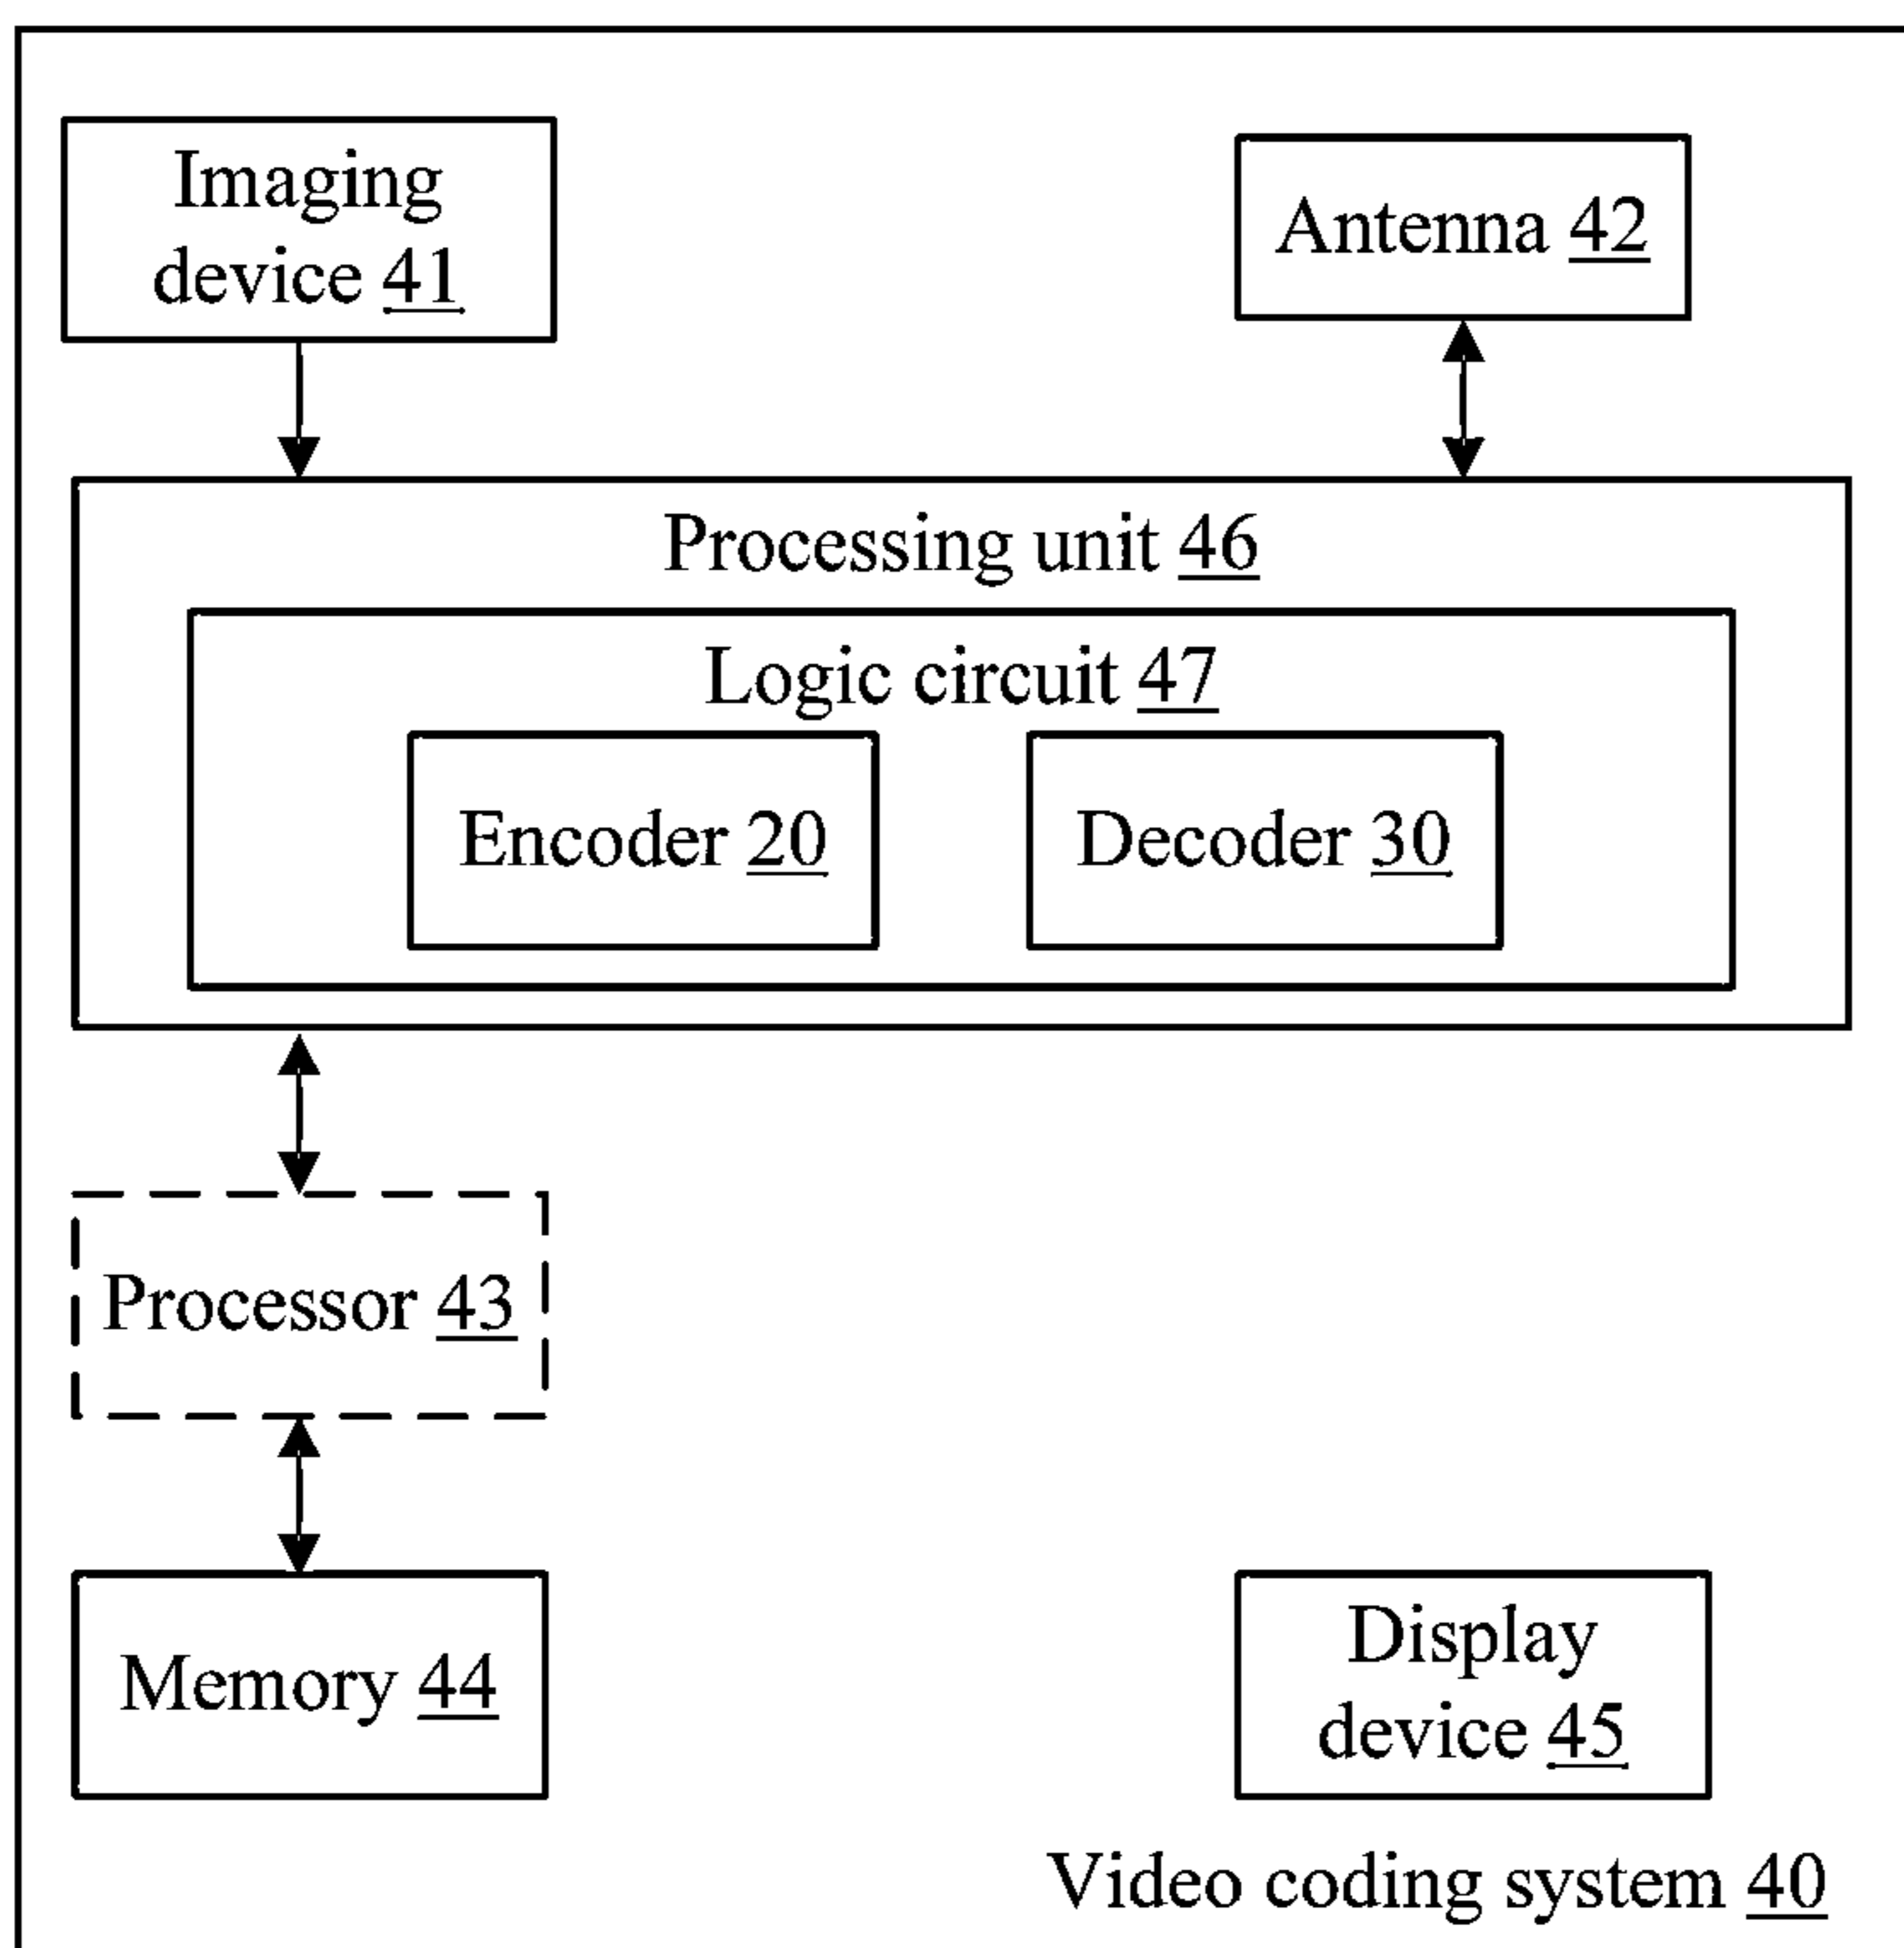 Imaging
device 41
Antenna 42
Processing unit 46
Logic circuit 47
Encoder 20
Decoder 30
Processor 43
Memory 44
Display
device 45
Video coding system 40